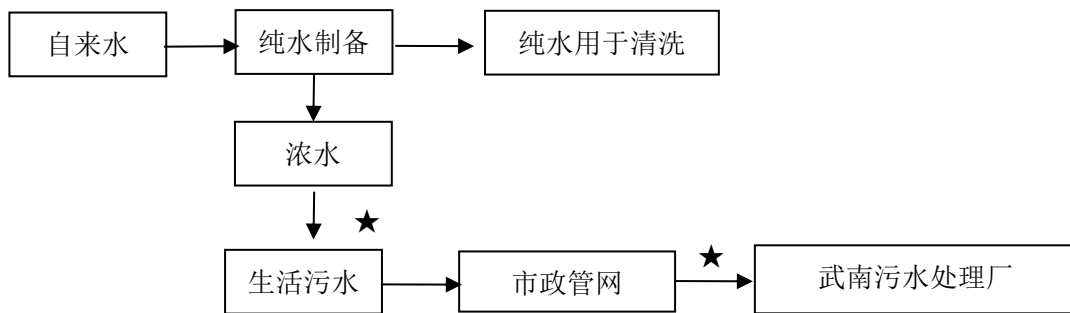 自来水
纯水制备
纯水用于清洗
浓水
★
生活污水
市政管网
★
武南污水处理厂